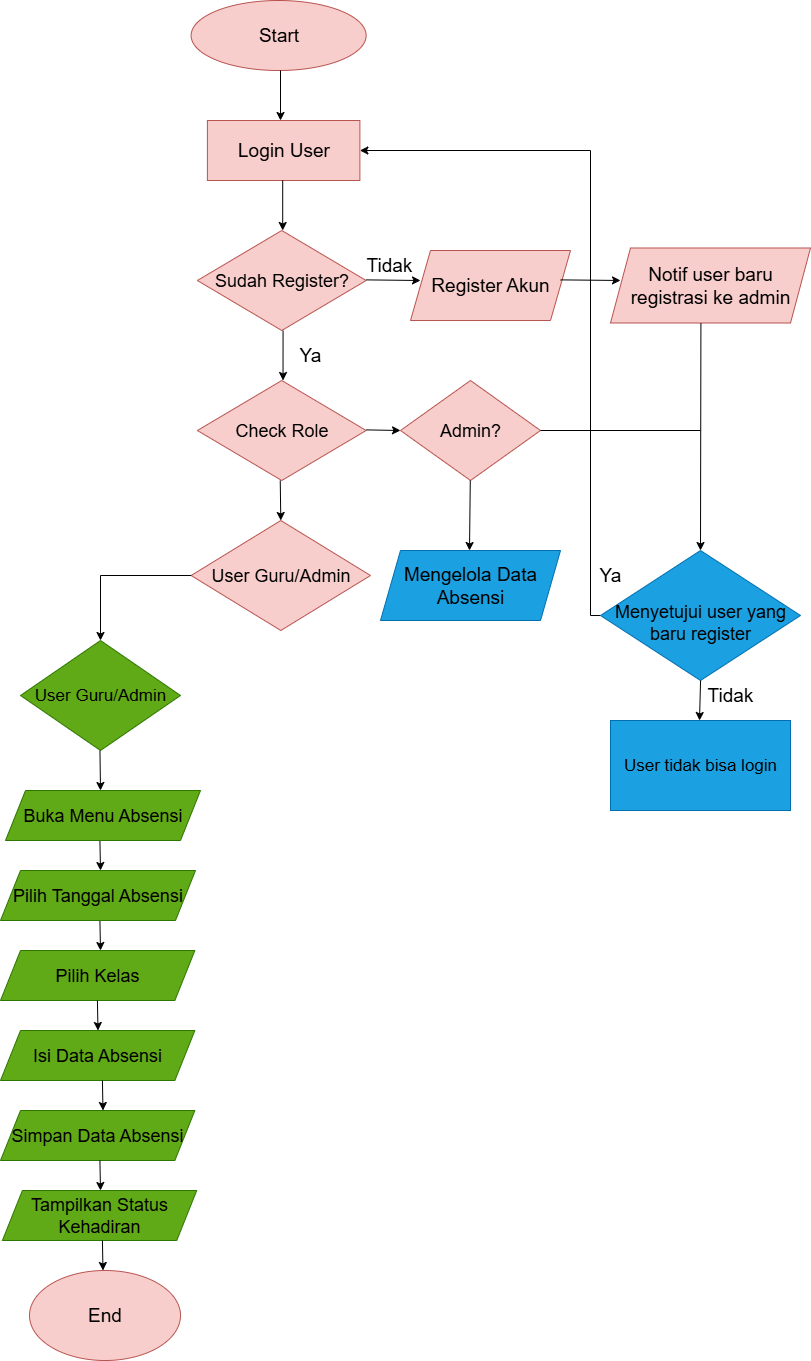 Start
Login User
Sudah Register?
Tidak
Register Akun
Notif user baru
registrasi ke admin
Ya
Check Role
Admin?
User Guru/Admin
Mengelola Data
Absensi
Ya
Menyetujui user yang
baru register
Tidak
User tidak bisa login
User Guru/Admin
Buka Menu Absensi
Pilih Tanggal Absensi
Pilih Kelas
Isi Data Absensi
Simpan Data Absensi
Tampilkan Status
Kehadiran
End